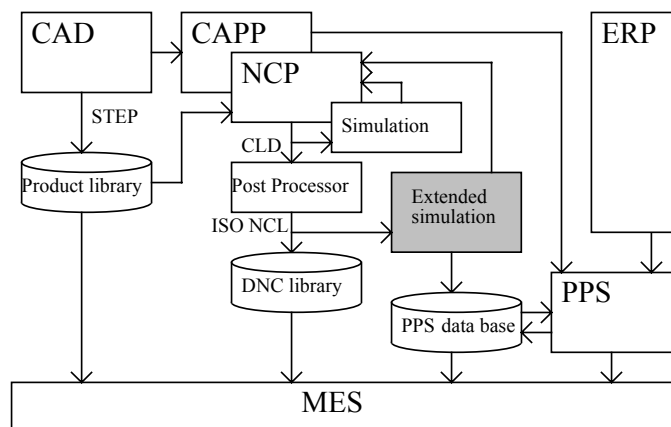 CAD
CAPP
ERP
NCP
STEP
Simulation
CLD
Product library
Post Processor
Extended
simulation
ISO NCL
DNC library
PPS data base
PPS
MES